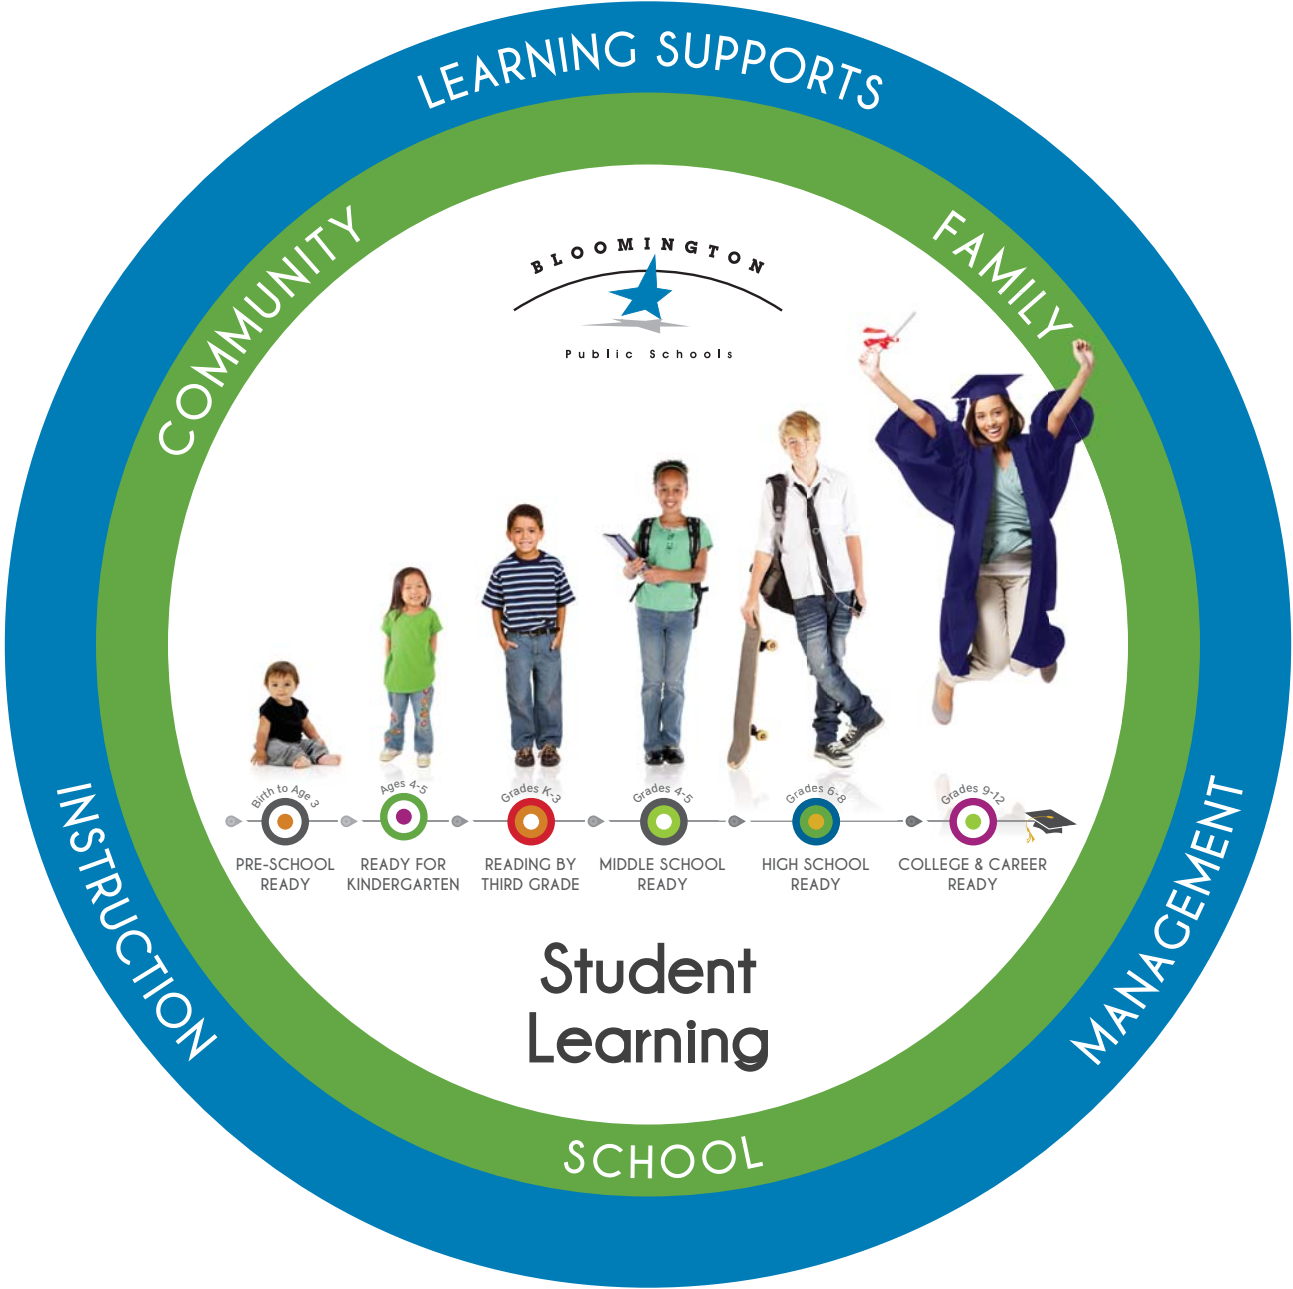 LEARNING SUPPORTS
COMMUNITY
FAMILY
BLOOMINGTON
Public Schools
Birth to Age 3
Ages 4-5
Grades K-3
Grades 4-5
Grades 6-8
Grades 9-12
PRE-SCHOOL
READY
READY FOR
KINDERGARTEN
READING BY
THIRD GRADE
MIDDLE SCHOOL
READY
HIGH SCHOOL
READY
COLLEGE & CAREER
READY
INSTRUCTION
MANAGEMENT
Student
Learning
SCHOOL